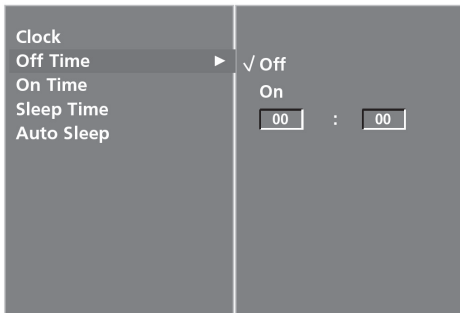 Clock
Off Time ►
On Time
Sleep Time
Auto Sleep
√ Off
On
00 : 00